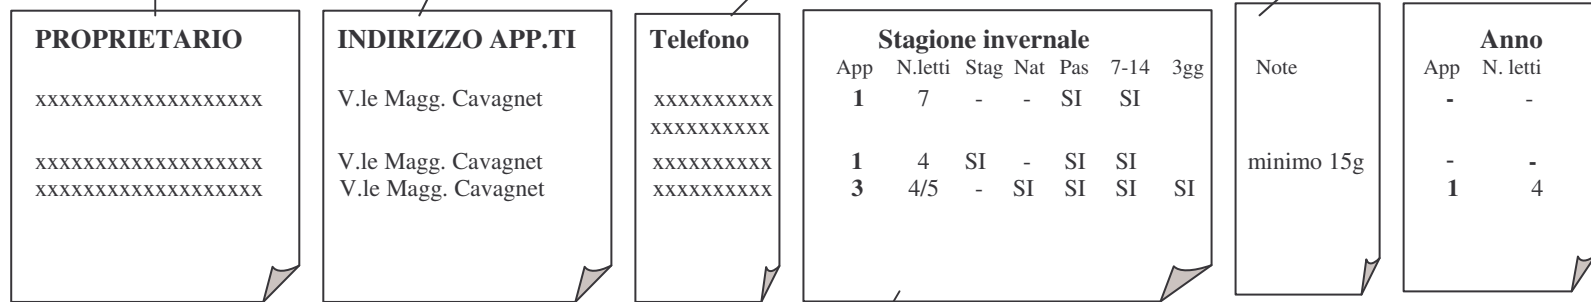 PROPRIETARIO INDIRIZZO APP.TI Telefono Stagione invernale Anno
App N.letti Stag Nat Pas 7-14 3gg Note App N. letti
xxxxxxxxxxxxxxxxxxx V.le Magg. Cavagnet xxxxxxxxxx 1 7 - - SI SI - -
xxxxxxxxxx
xxxxxxxxxxxxxxxxxxx V.le Magg. Cavagnet xxxxxxxxxx 1 4 SI - SI SI minimo 15g - -
xxxxxxxxxxxxxxxxxxx V.le Magg. Cavagnet xxxxxxxxxx 3 4/5 - SI SI SI SI 1 4